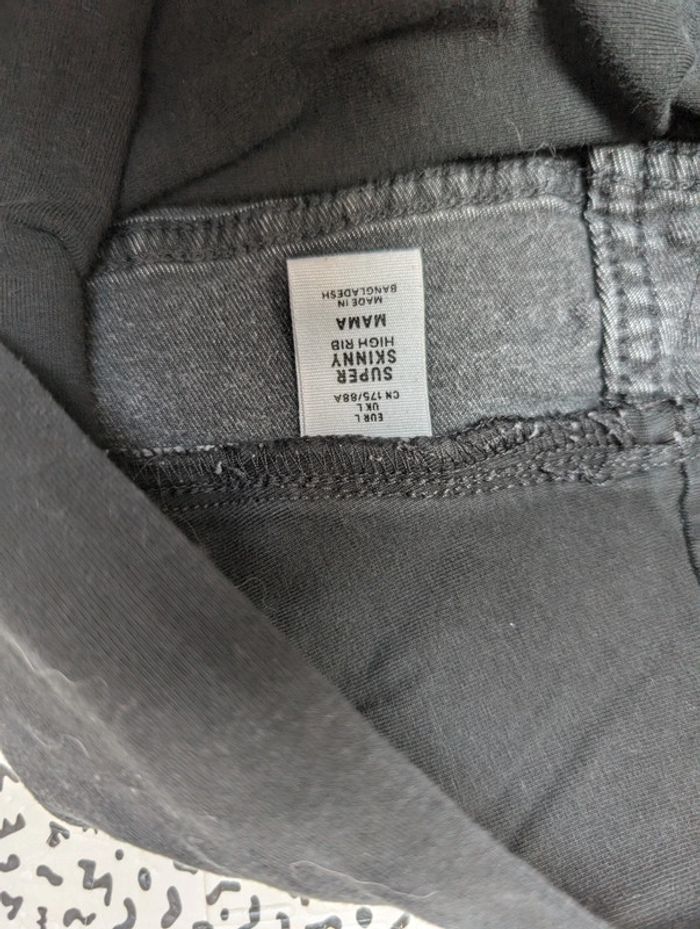 EUR L
UK L
CN 175/88A
SUPER
SKINNY
HIGH RIB
MAMA
MADE IN
BANGLADESH